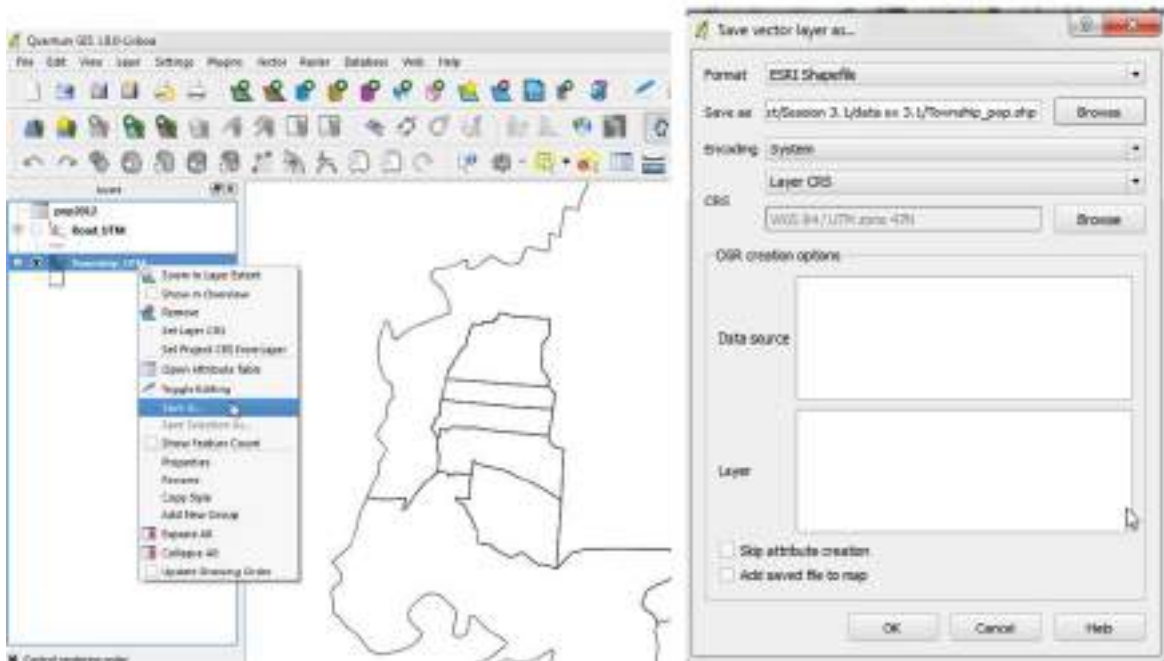 Quantum GIS 1.8.0-Lisboa
File Edit View Layer Settings Plugins Vector Raster Database Web Help
Layers
pop2012
Road_UTM
Township_UTM
Zoom to Layer Extent
Show in Overview
Remove
Set Layer CRS
Set Project CRS from Layer
Open Attribute Table
Toggle Editing
Save As...
Save Selection As...
Show Feature Count
Properties
Rename
Copy Style
Add New Group
Expand All
Collapse All
Update Drawing Order
Control rendering order
Save vector layer as...
Format ESRI Shapefile
Save as st/Session 3.1/data ss 3.1/Township_pop.shp Browse
Encoding System
Layer CRS
CRS
WGS 84 / UTM zone 47N Browse
OGR creation options
Data source
Layer
Skip attribute creation
Add saved file to map
OK Cancel Help